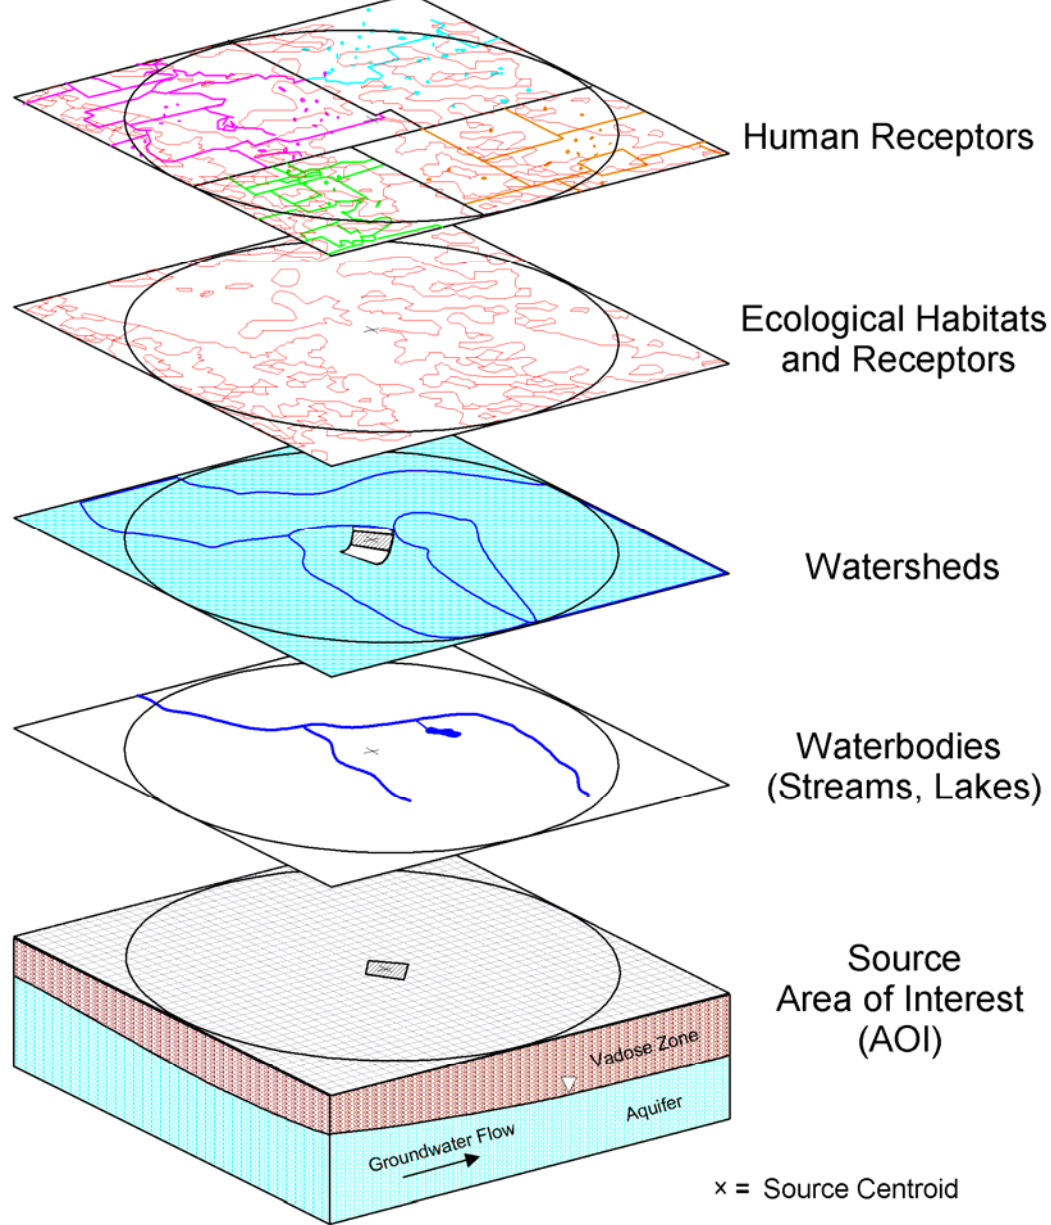 Human Receptors
Ecological Habitats
and Receptors
Watersheds
Waterbodies
(Streams, Lakes)
Source
Area of Interest
(AOI)
Vadose Zone
Aquifer
Groundwater Flow
× = Source Centroid